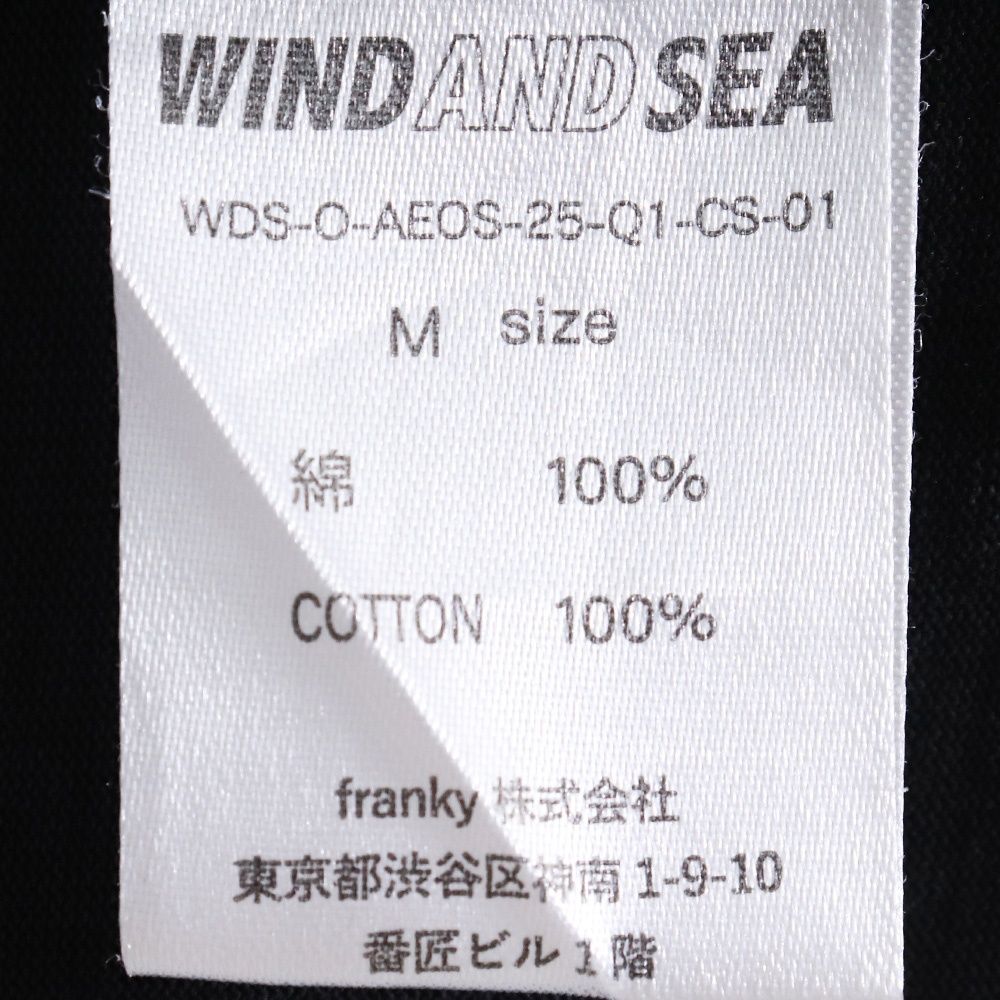 WIND AND SEA
WDS-O-AEOS-25-Q1-CS-01
M size
綿 100%
COTTON 100%
franky 株式会社
東京都渋谷区神南 1-9-10
番匠ビル 1 階